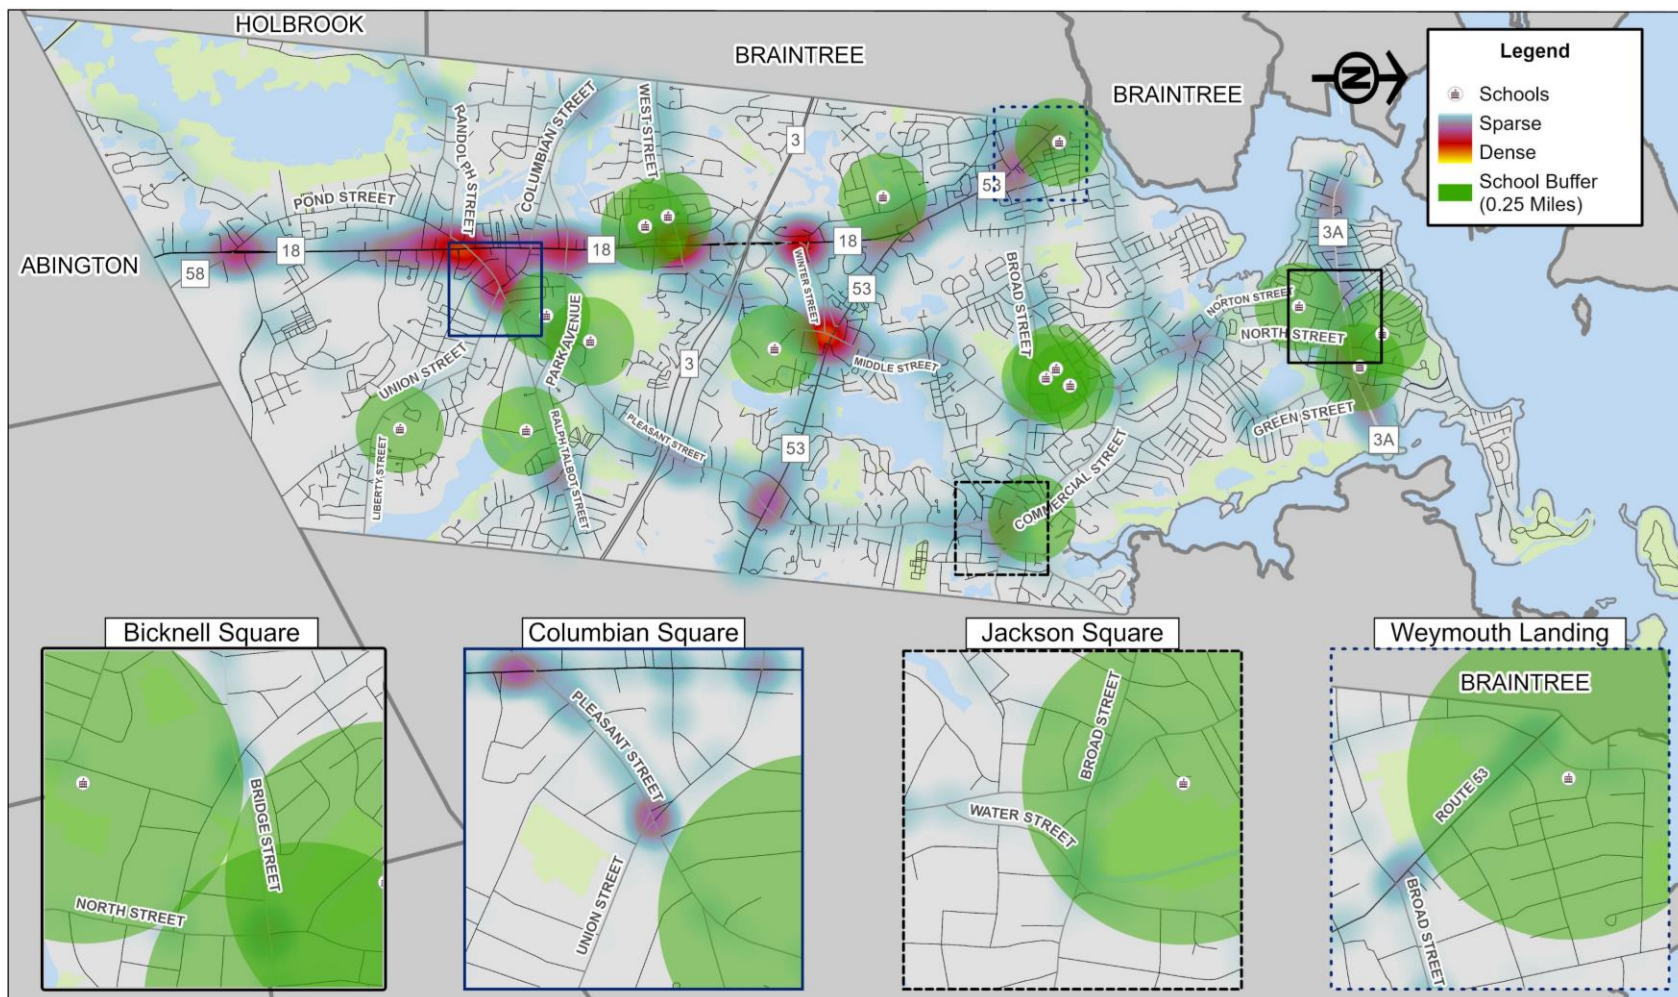 HOLBROOK
BRAINTREE
BRAINTREE
ABINGTON
N
Legend
Schools
Sparse
Dense
School Buffer
(0.25 Miles)
RANDOLPH STREET
COLUMBIAN STREET
WEST STREET
3
POND STREET
53
18
58
18
18
3A
WINTER STREET
53
BROAD STREET
NORTON STREET
NORTH STREET
PARK AVENUE
UNION STREET
3
MIDDLE STREET
GREEN STREET
3A
LIBERTY STREET
RALPH TALBOT STREET
PLEASANT STREET
53
COMMERCIAL STREET
Bicknell Square
BRIDGE STREET
NORTH STREET
Columbian Square
PLEASANT STREET
UNION STREET
Jackson Square
BROAD STREET
WATER STREET
Weymouth Landing
BRAINTREE
ROUTE 53
BROAD STREET